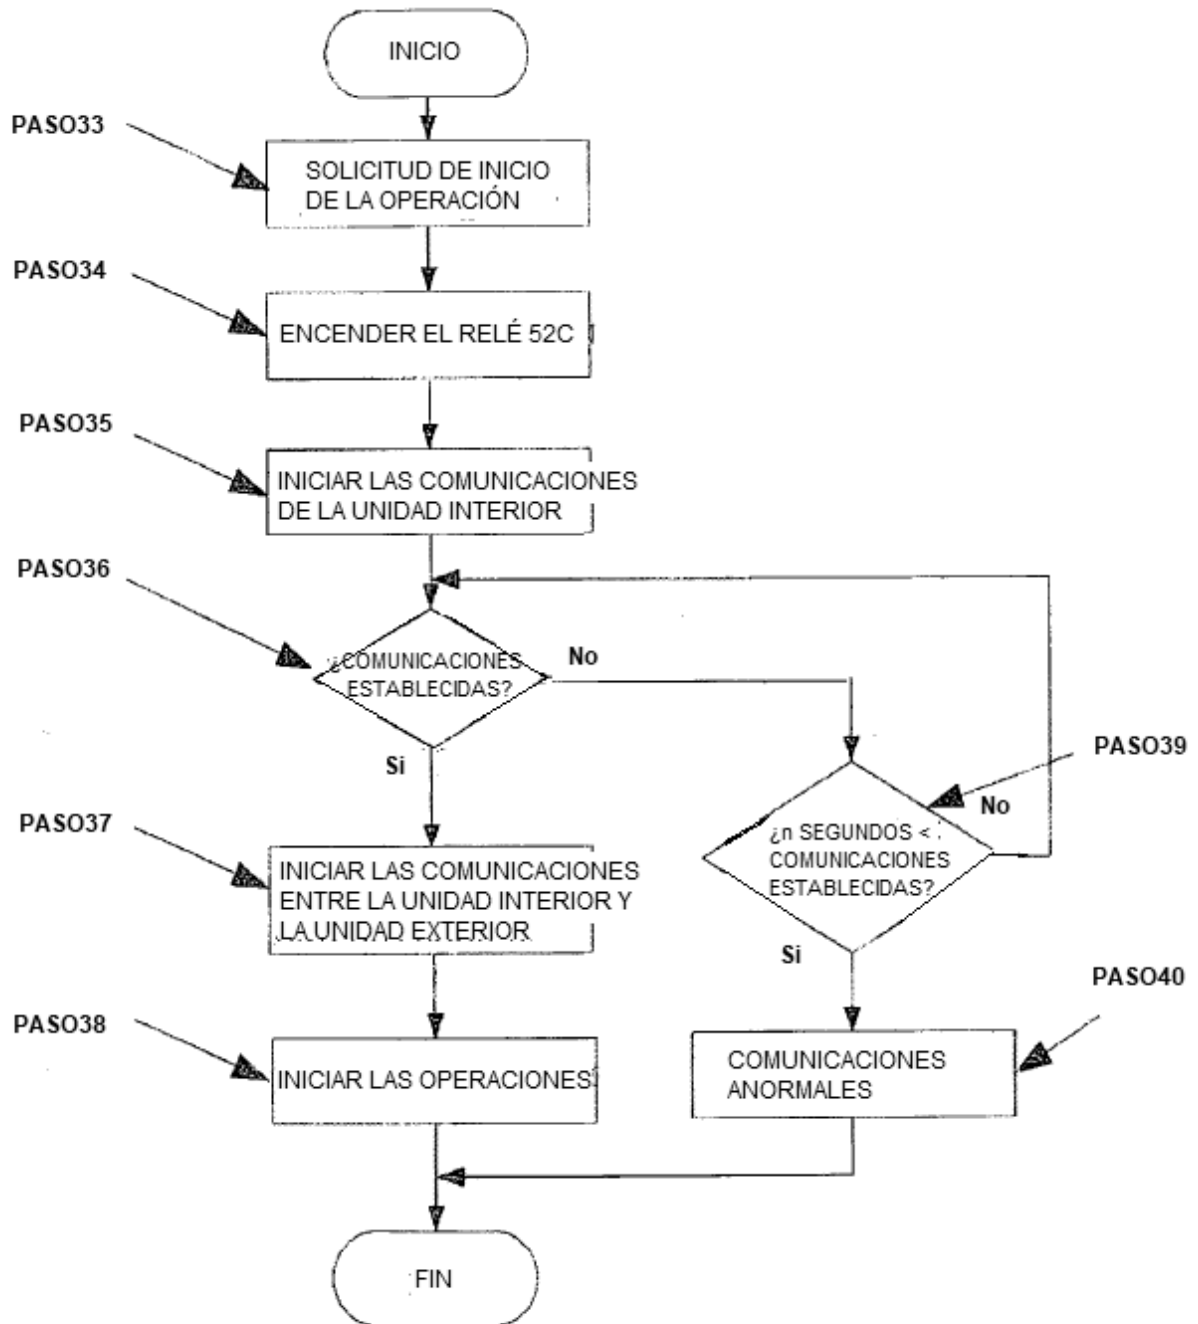 INICIO
PASO33
SOLICITUD DE INICIO
DE LA OPERACIÓN
PASO34
ENCENDER EL RELÉ 52C
PASO35
INICIAR LAS COMUNICACIONES
DE LA UNIDAD INTERIOR
PASO36
¿COMUNICACIONES
ESTABLECIDAS?
No
Si
PASO39
¿n SEGUNDOS <
COMUNICACIONES
ESTABLECIDAS?
No
Si
PASO37
INICIAR LAS COMUNICACIONES
ENTRE LA UNIDAD INTERIOR Y
LA UNIDAD EXTERIOR
PASO40
COMUNICACIONES
ANORMALES
PASO38
INICIAR LAS OPERACIONES
FIN